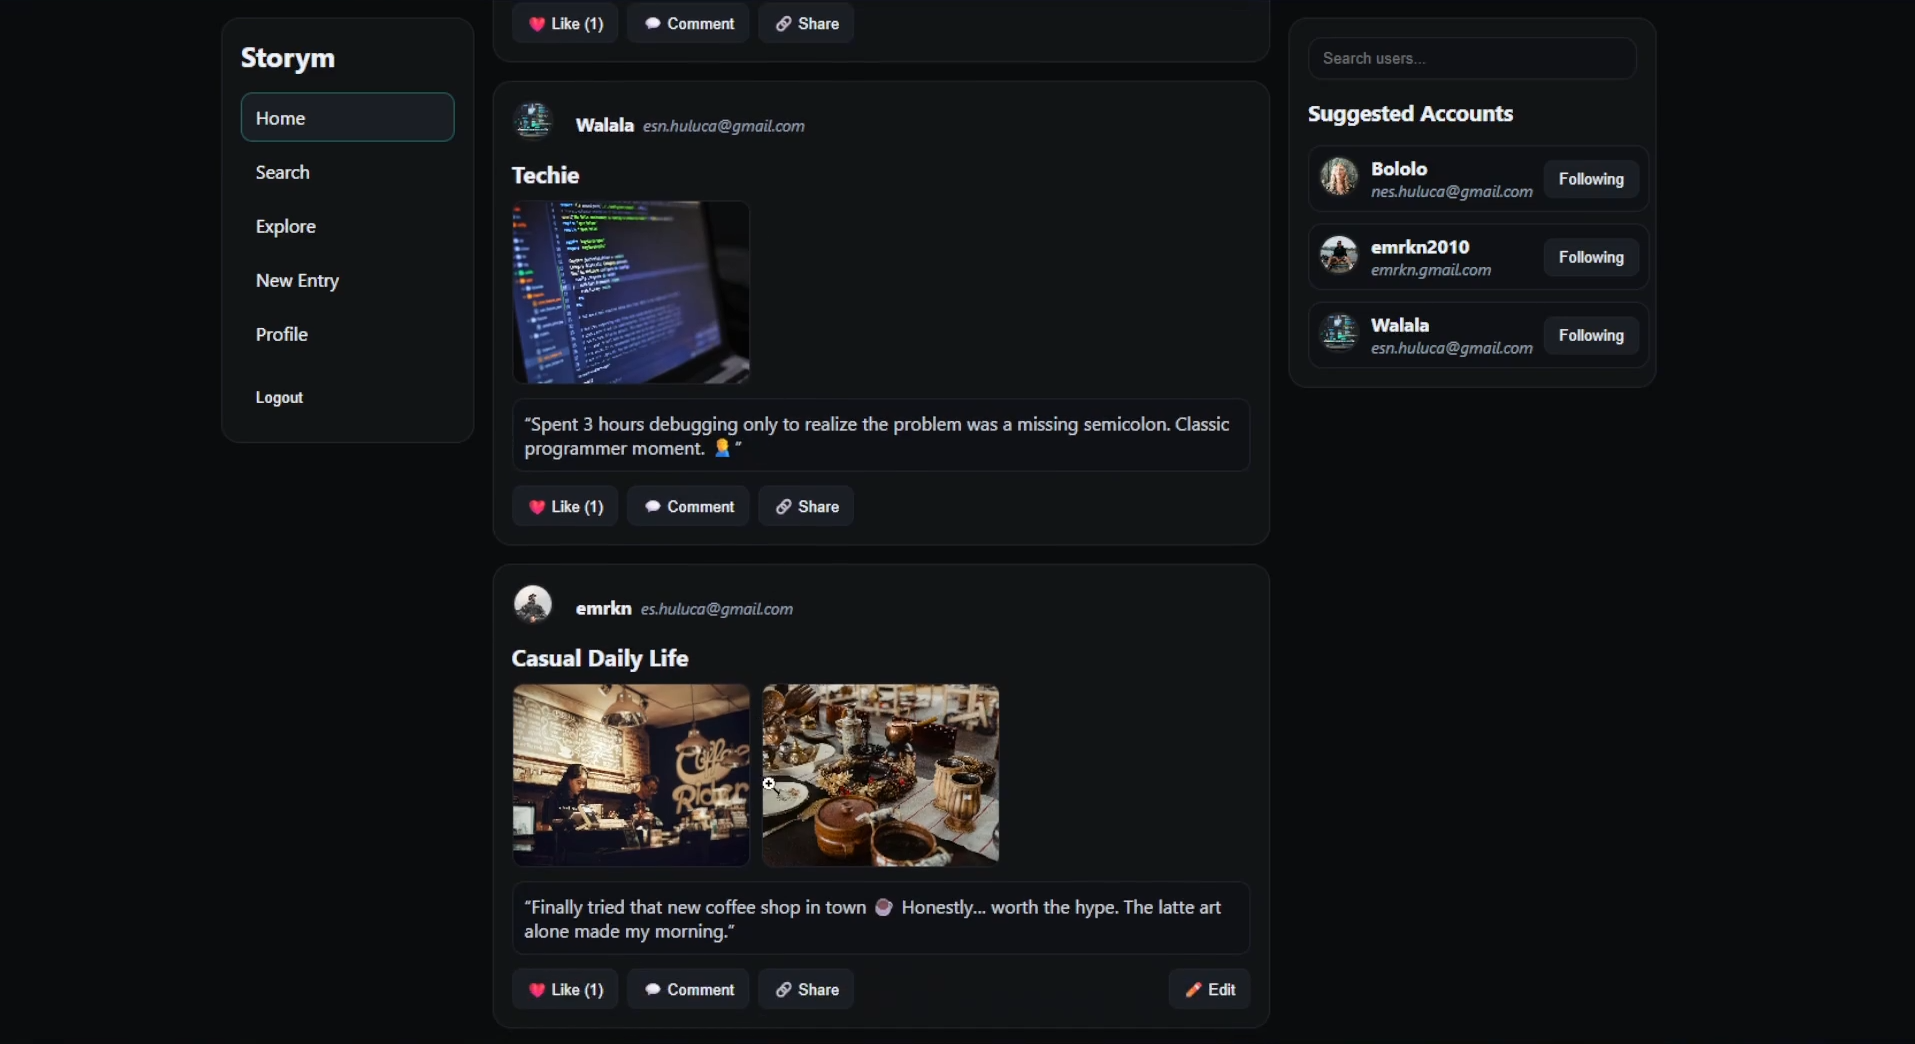 Storym
Home
Search
Explore
New Entry
Profile
Logout
❤️ Like (1)
💬 Comment
🔗 Share
Walala esn.huluca@gmail.com
Techie
“Spent 3 hours debugging only to realize the problem was a missing semicolon. Classic
programmer moment. 🤦”
❤️ Like (1)
💬 Comment
🔗 Share
emrkn es.huluca@gmail.com
Casual Daily Life
Coffee
Rider
“Finally tried that new coffee shop in town ☕ Honestly... worth the hype. The latte art
alone made my morning.”
❤️ Like (1)
💬 Comment
🔗 Share
✏️ Edit
Search users...
Suggested Accounts
Bololo
nes.huluca@gmail.com
Following
emrkn2010
emrkn.gmail.com
Following
Walala
esn.huluca@gmail.com
Following